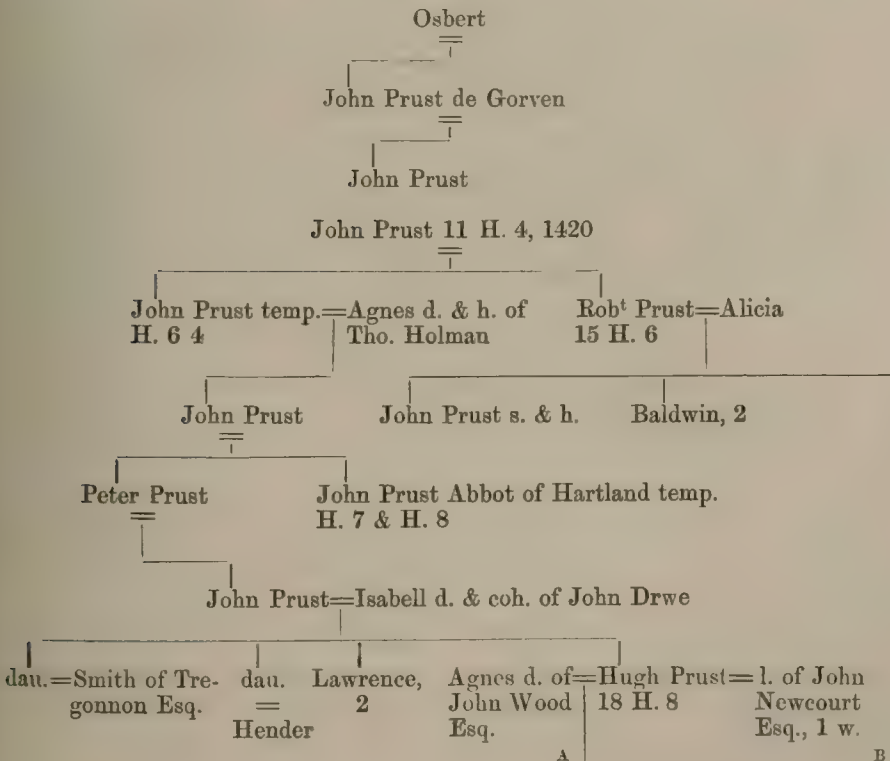 Osbert
John Prust de Gorven
John Prust
John Prust 11 H. 4, 1420
John Prust temp.=Agnes d. & h. of Robᵗ Prust=Alicia
H. 6 4 Tho. Holman 15 H. 6
John Prust John Prust s. & h. Baldwin, 2
Peter Prust John Prust Abbot of Hartland temp.
H. 7 & H. 8
John Prust=Isabell d. & coh. of John Drwe
dau.=Smith of Tre- dau. Lawrence, Agnes d. of=Hugh Prust= l. of John
gonnon Esq. = 2 John Wood 18 H. 8 Newcourt
Hender Esq. Esq., 1 w.
A B